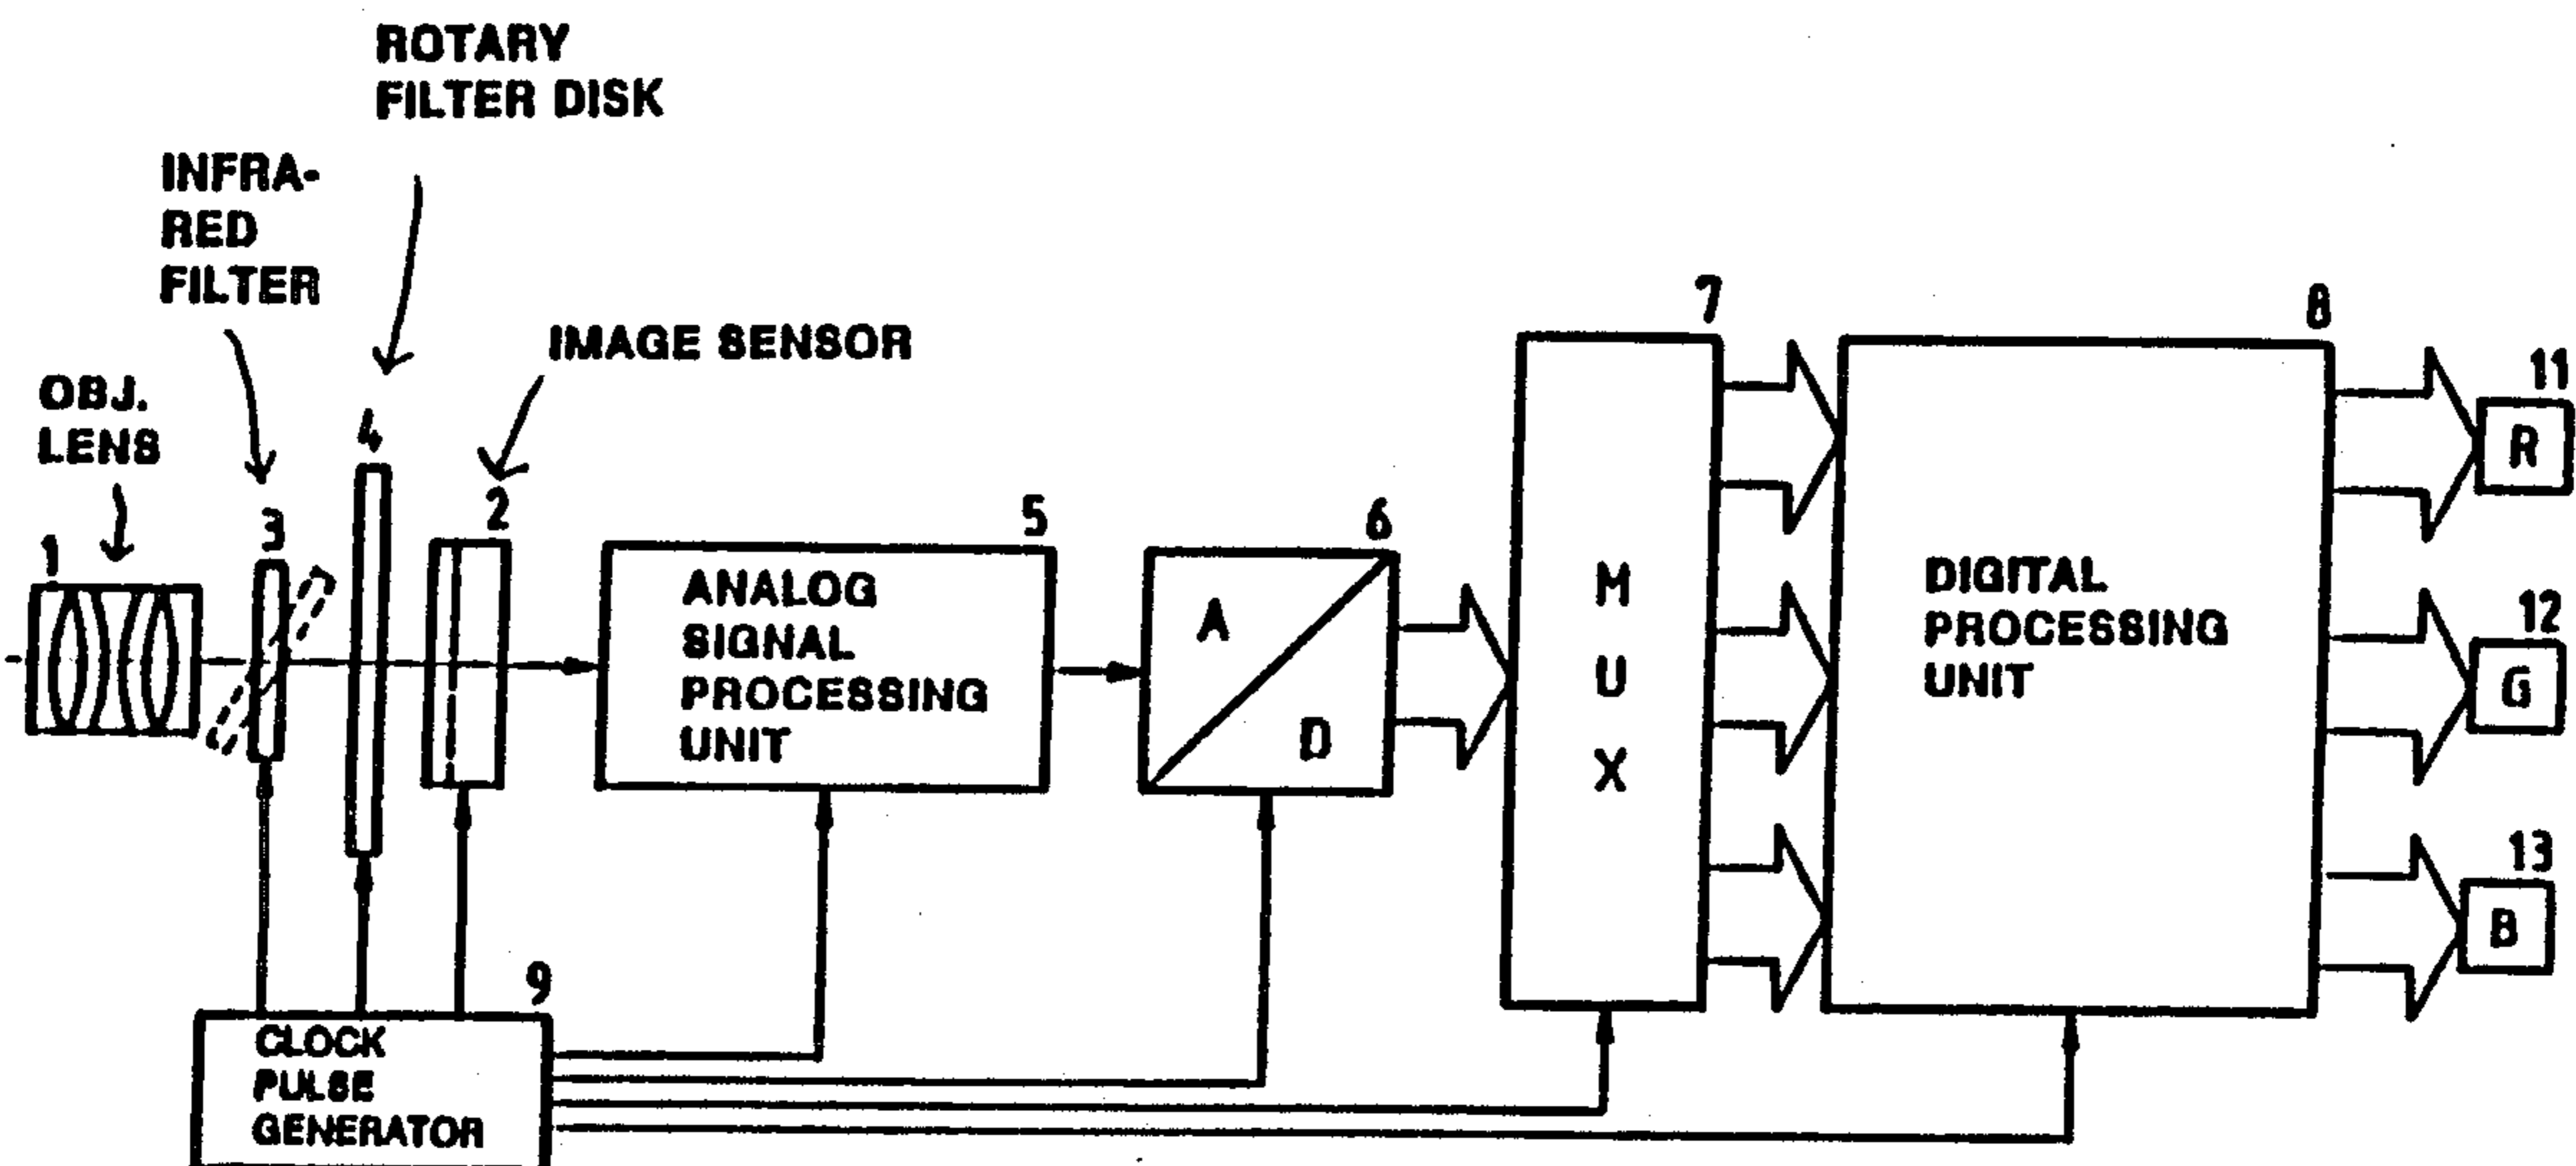 ROTARY
FILTER DISK
INFRA-
RED
FILTER
IMAGE SENSOR
OBJ.
LENS
1
3
4
2
5
ANALOG
SIGNAL
PROCESSING
UNIT
6
A
D
7
M
U
X
8
DIGITAL
PROCESSING
UNIT
11
R
12
G
13
B
9
CLOCK
PULSE
GENERATOR